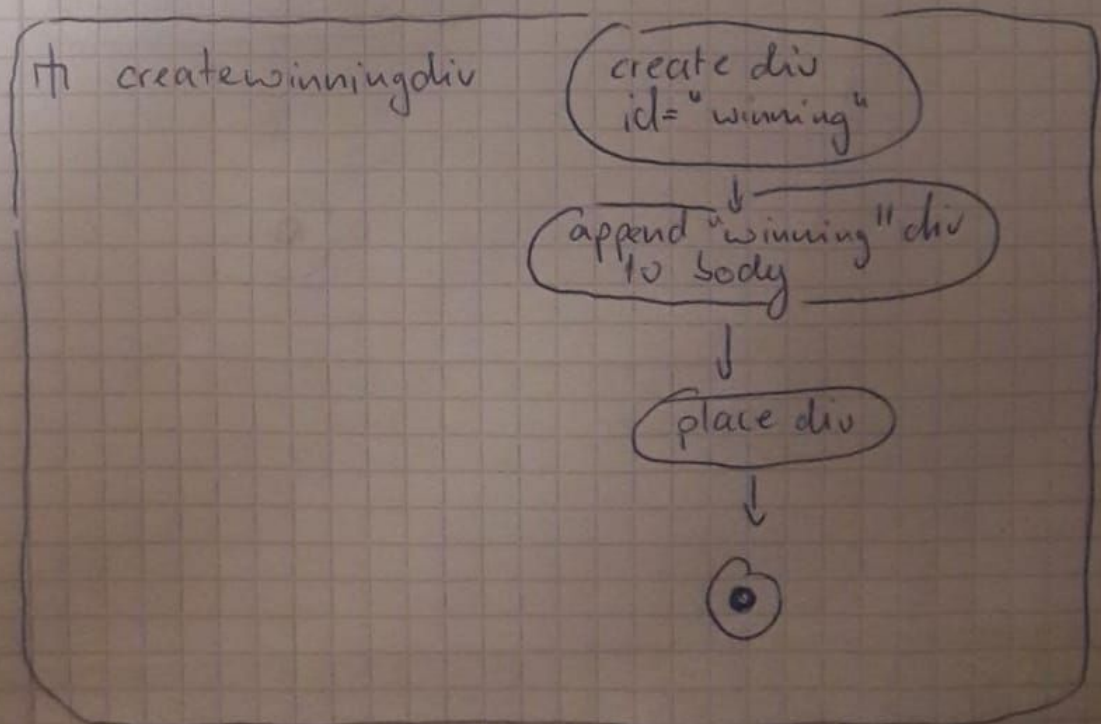 createwinningdiv
create div
id="winning"
append "winning" div
to body
place div